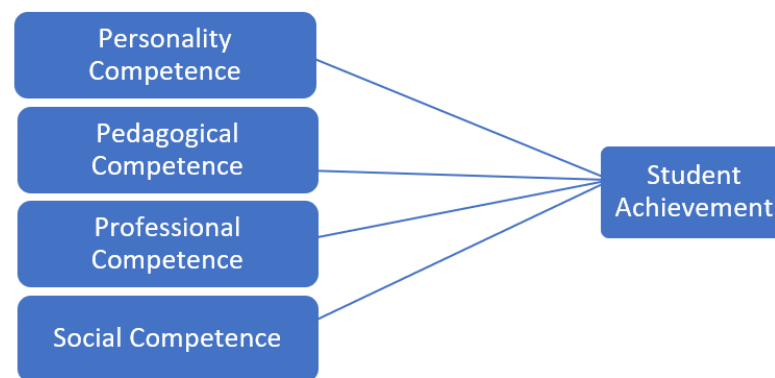 Personality
Competence
Pedagogical
Competence
Professional
Competence
Social Competence
Student
Achievement